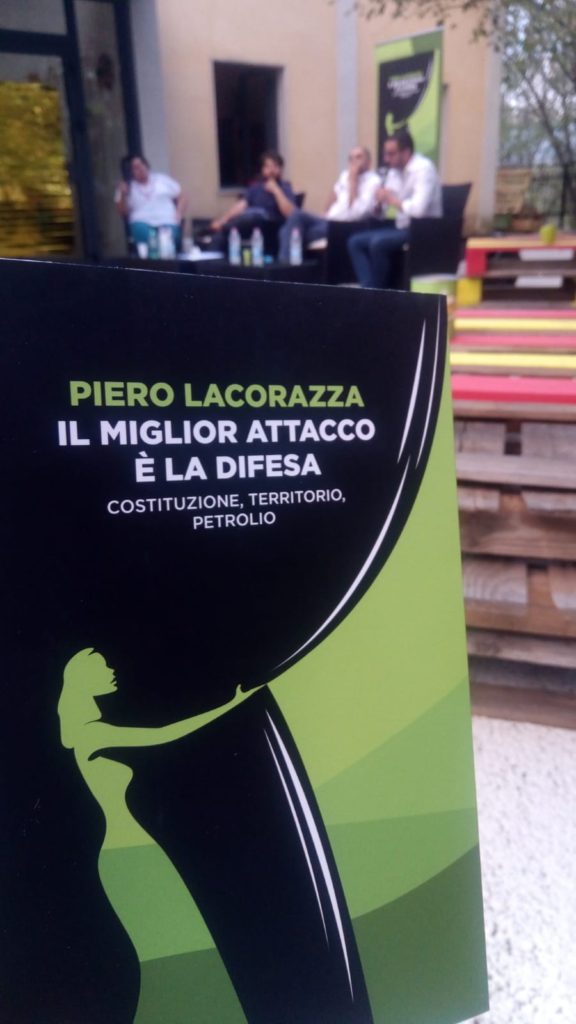 PIERO LACORAZZA
IL MIGLIOR ATTACCO
È LA DIFESA
COSTITUZIONE, TERRITORIO,
PETROLIO